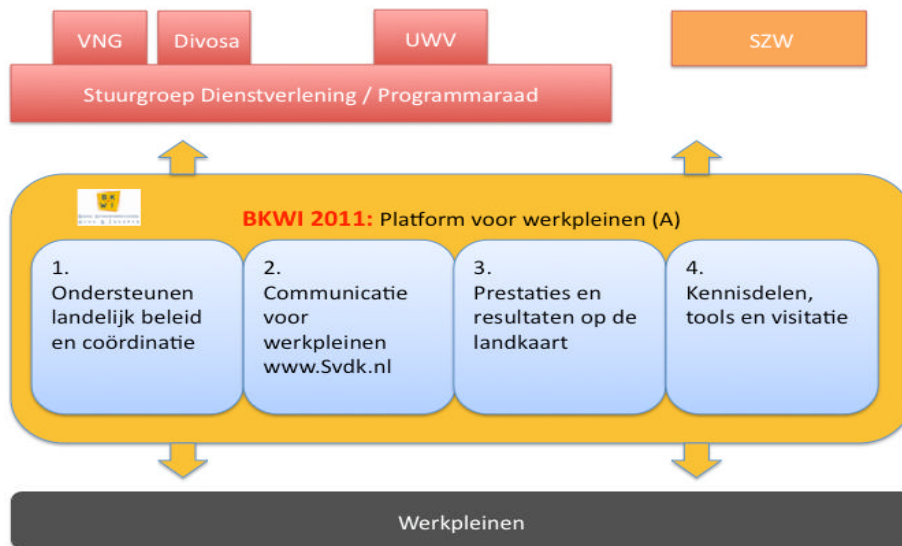 VNG
Divosa
UWV
SZW
Stuurgroep Dienstverlening / Programmaraad
BKWI
BKWI 2011: Platform voor werkpleinen (A)
1.
Ondersteunen
landelijk beleid
en coördinatie
2.
Communicatie
voor
werkpleinen
www.Svdk.nl
3.
Prestaties en
resultaten op de
landkaart
4.
Kennisdelen,
tools en visitatie
Werkpleinen